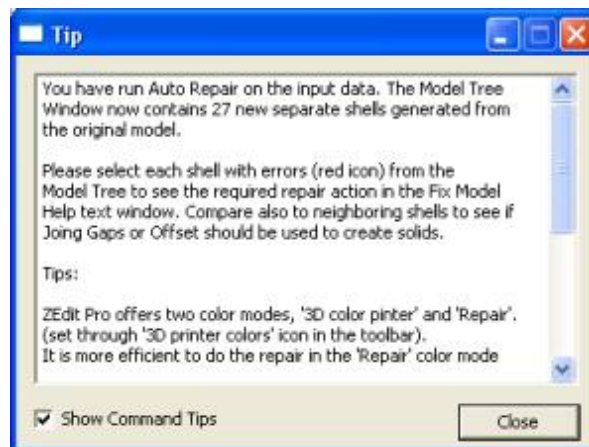 Tip
You have run Auto Repair on the input data. The Model Tree
Window now contains 27 new separate shells generated from
the original model.
Please select each shell with errors (red icon) from the
Model Tree to see the required repair action in the Fix Model
Help text window. Compare also to neighboring shells to see if
Joing Gaps or Offset should be used to create solids.
Tips:
ZEdit Pro offers two color modes, '3D color pinter' and 'Repair'.
(set through '3D printer colors' icon in the toolbar).
It is more efficient to do the repair in the 'Repair' color mode
Show Command Tips
Close